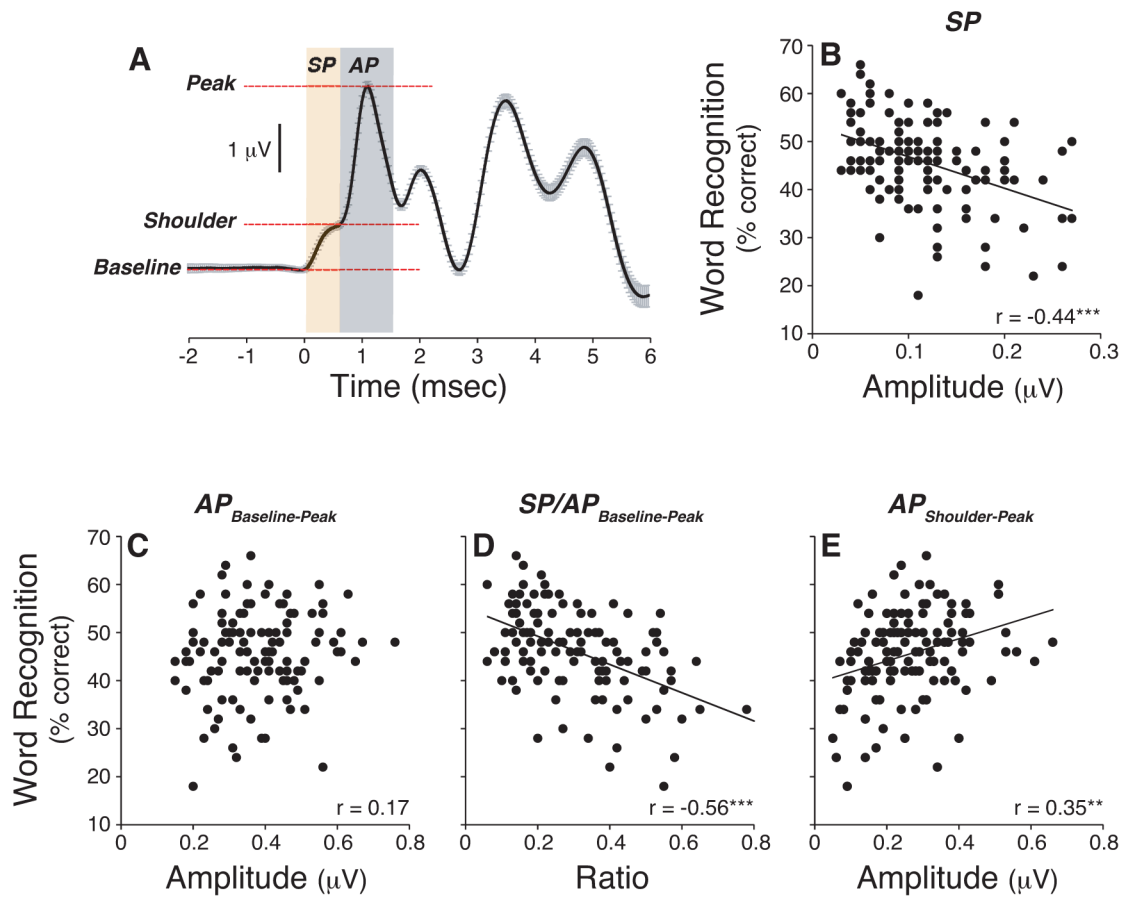 A
SP AP
Peak
1 μV
Shoulder
Baseline
-2 -1 0 1 2 3 4 5 6
Time (msec)
SP
B
Word Recognition
(% correct)
70
60
50
40
30
20
10
r = -0.44***
0 0.1 0.2 0.3
Amplitude (μV)
AP Baseline-Peak
C
Word Recognition
(% correct)
70
60
50
40
30
20
10
r = 0.17
0 0.2 0.4 0.6 0.8
Amplitude (μV)
SP/AP Baseline-Peak
D
r = -0.56***
0 0.2 0.4 0.6 0.8
Ratio
AP Shoulder-Peak
E
r = 0.35**
0 0.2 0.4 0.6 0.8
Amplitude (μV)